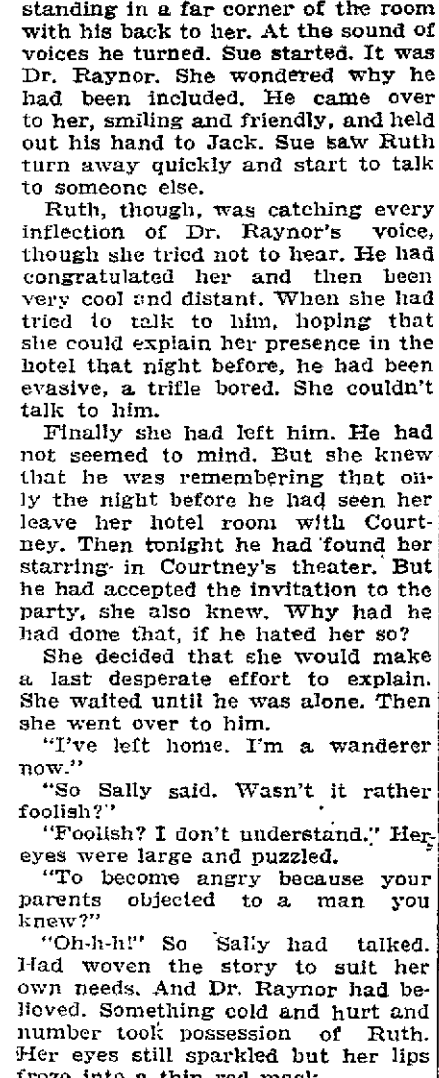 standing in a far corner of the room
with his back to her. At the sound of
voices he turned. Sue started. It was
Dr. Raynor. She wondered why he
had been included. He came over
to her, smiling and friendly, and held
out his hand to Jack. Sue saw Ruth
turn away quickly and start to talk
to someone else.
Ruth, though, was catching every
inflection of Dr. Raynor's voice,
though she tried not to hear. He had
congratulated her and then been
very cool and distant. When she had
tried to talk to him, hoping that
she could explain her presence in the
hotel that night before, he had been
evasive, a trifle bored. She couldn't
talk to him.
Finally she had left him. He had
not seemed to mind. But she knew
that he was remembering that on-
ly the night before he had seen her
leave her hotel room with Court-
ney. Then tonight he had found her
starring in Courtney's theater. But
he had accepted the invitation to the
party, she also knew. Why had he
had done that, if he hated her so?
She decided that she would make
a last desperate effort to explain.
She waited until he was alone. Then
she went over to him.
"I've left home. I'm a wanderer
now."
"So Sally said. Wasn't it rather
foolish?"
"Foolish? I don't understand." Her
eyes were large and puzzled.
"To become angry because your
parents objected to a man you
knew?"
"Oh-h-h!" So Sally had talked.
Had woven the story to suit her
own needs. And Dr. Raynor had be-
lieved. Something cold and hurt and
number took possession of Ruth.
Her eyes still sparkled but her lips
froze into a thin red mask